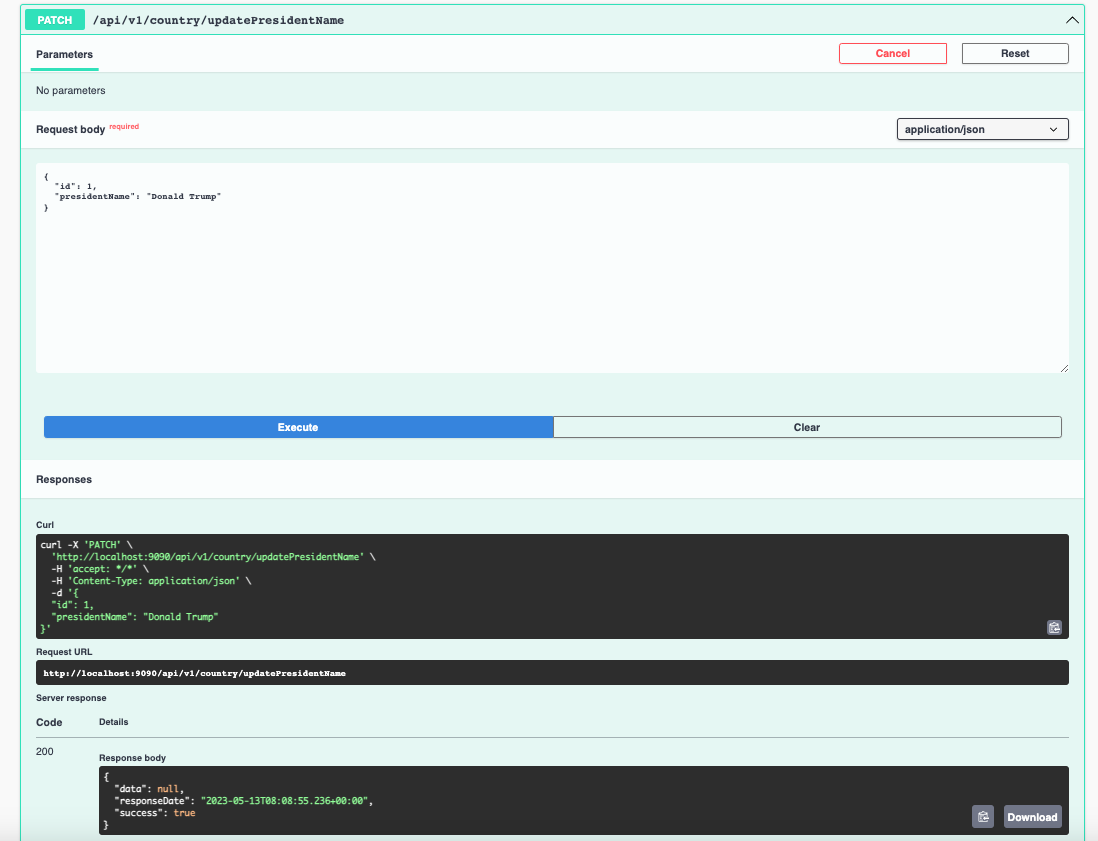 PATCH /api/v1/country/updatePresidentName
Parameters
Cancel
Reset
No parameters
Request body required
application/json
{
  "id": 1,
  "presidentName": "Donald Trump"
}
Execute
Clear
Responses
Curl
curl -X 'PATCH' \
  'http://localhost:9090/api/v1/country/updatePresidentName' \
  -H 'accept: */*' \
  -H 'Content-Type: application/json' \
  -d '{
  "id": 1,
  "presidentName": "Donald Trump"
}'
Request URL
http://localhost:9090/api/v1/country/updatePresidentName
Server response
Code Details
200
Response body
{
  "data": null,
  "responseDate": "2023-05-13T08:08:55.236+00:00",
  "success": true
}
Download